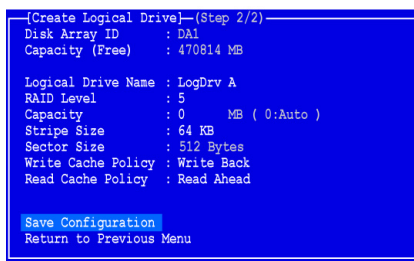 [Create Logical Drive]—(Step 2/2)
Disk Array ID : DA1
Capacity (Free) : 470814 MB
Logical Drive Name : LogDrv A
RAID Level : 5
Capacity : 0 MB ( 0:Auto )
Stripe Size : 64 KB
Sector Size : 512 Bytes
Write Cache Policy : Write Back
Read Cache Policy : Read Ahead
Save Configuration
Return to Previous Menu